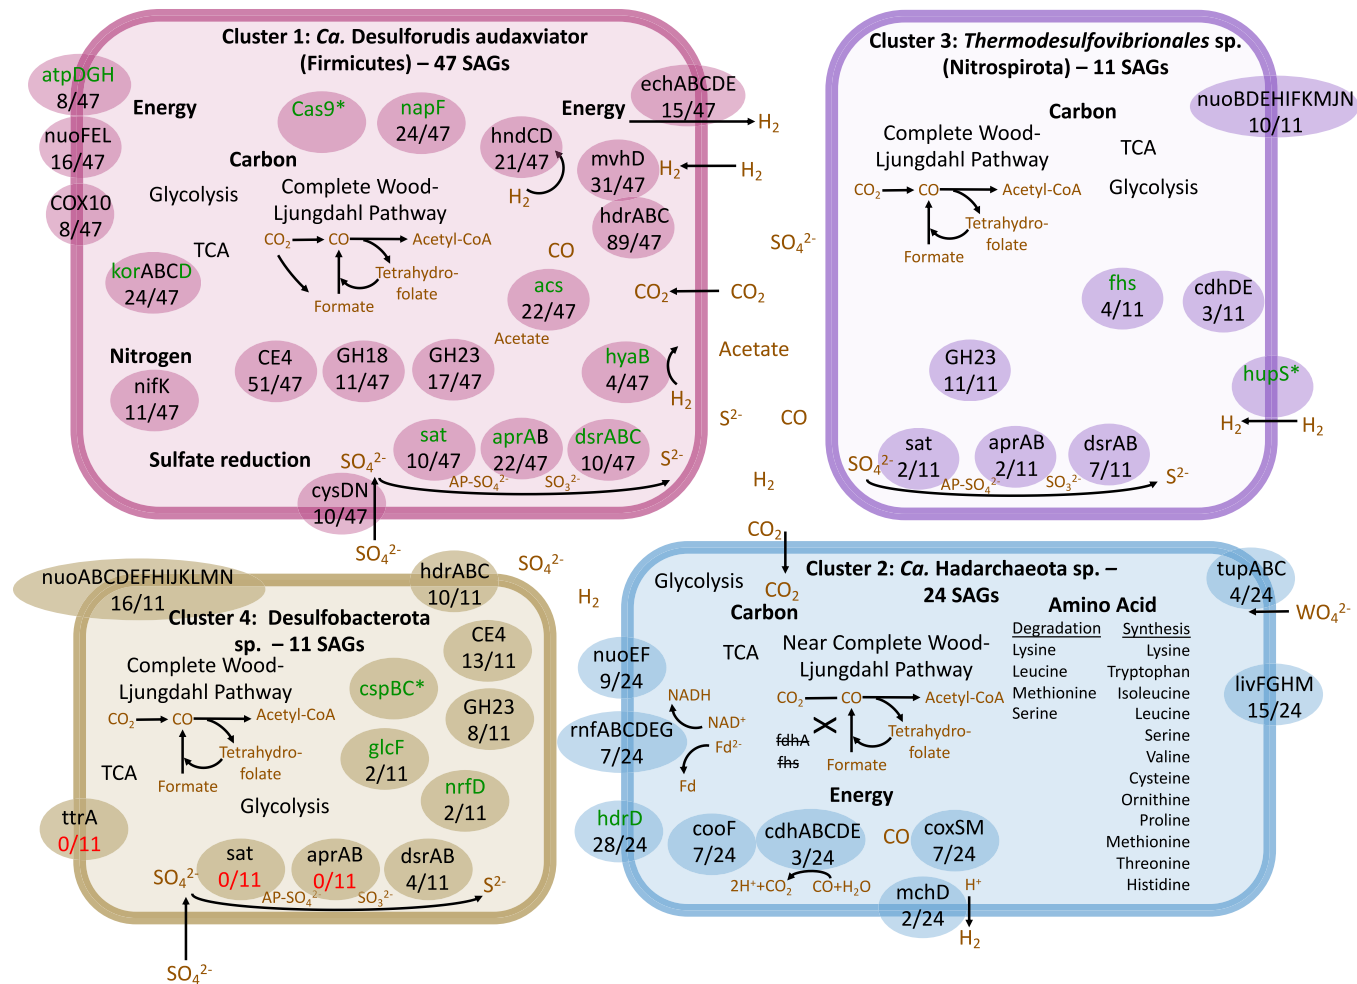 Cluster 1: Ca. Desulforudis audaxviator
(Firmicutes) – 47 SAGs
atpDGH
8/47
Energy
nuoFEL
16/47
COX10
8/47
Cas9*
napF
24/47
Energy
echABCDE
15/47
H₂
hndCD
21/47
H₂
mvhD
31/47
H₂
H₂
hdrABC
89/47
Carbon
Glycolysis
Complete Wood-
Ljungdahl Pathway
TCA
CO₂
CO
Acetyl-CoA
Tetrahydro-
folate
Formate
korABCD
24/47
CO
acs
22/47
Acetate
CO₂
CO₂
Nitrogen
nifK
11/47
CE4
51/47
GH18
11/47
GH23
17/47
hyaB
4/47
H₂
Sulfate reduction
SO₄²⁻
sat
10/47
aprAB
22/47
dsrABC
10/47
S²⁻
AP-SO₄²⁻
SO₃²⁻
cysDN
10/47
SO₄²⁻
SO₄²⁻
Acetate
S²⁻
CO
H₂
CO₂
SO₄²⁻
H₂
Cluster 3: Thermodesulfovibrionales sp.
(Nitrospirota) – 11 SAGs
nuoBDEHIFKMJN
10/11
Carbon
Complete Wood-
Ljungdahl Pathway
TCA
Glycolysis
CO₂
CO
Acetyl-CoA
Tetrahydro-
folate
Formate
fhs
4/11
cdhDE
3/11
GH23
11/11
hupS*
H₂
H₂
SO₄²⁻
sat
2/11
aprAB
2/11
dsrAB
7/11
S²⁻
AP-SO₄²⁻
SO₃²⁻
nuoABCDEFHIJKLMN
16/11
hdrABC
10/11
Cluster 4: Desulfobacterota
sp. – 11 SAGs
CE4
13/11
Complete Wood-
Ljungdahl Pathway
cspBC*
GH23
8/11
CO₂
CO
Acetyl-CoA
Tetrahydro-
folate
Formate
glcF
2/11
TCA
nrfD
2/11
Glycolysis
ttrA
0/11
SO₄²⁻
sat
0/11
aprAB
0/11
dsrAB
4/11
S²⁻
AP-SO₄²⁻
SO₃²⁻
SO₄²⁻
Glycolysis
CO₂
Cluster 2: Ca. Hadarchaeota sp. –
24 SAGs
tupABC
4/24
WO₄²⁻
Carbon
TCA
Near Complete Wood-
Ljungdahl Pathway
nuoEF
9/24
NADH
NAD⁺
rnfABCDEG
7/24
Fd²⁻
Fd
CO₂
CO
Acetyl-CoA
Tetrahydro-
folate
fdhA
fhs
Formate
Energy
hdrD
28/24
cooF
7/24
cdhABCDE
3/24
2H⁺+CO₂
CO+H₂O
CO
coxSM
7/24
mchD
2/24
H⁺
H₂
Amino Acid
Degradation
Lysine
Leucine
Methionine
Serine
Synthesis
Lysine
Tryptophan
Isoleucine
Leucine
Serine
Valine
Cysteine
Ornithine
Proline
Methionine
Threonine
Histidine
livFGHM
15/24